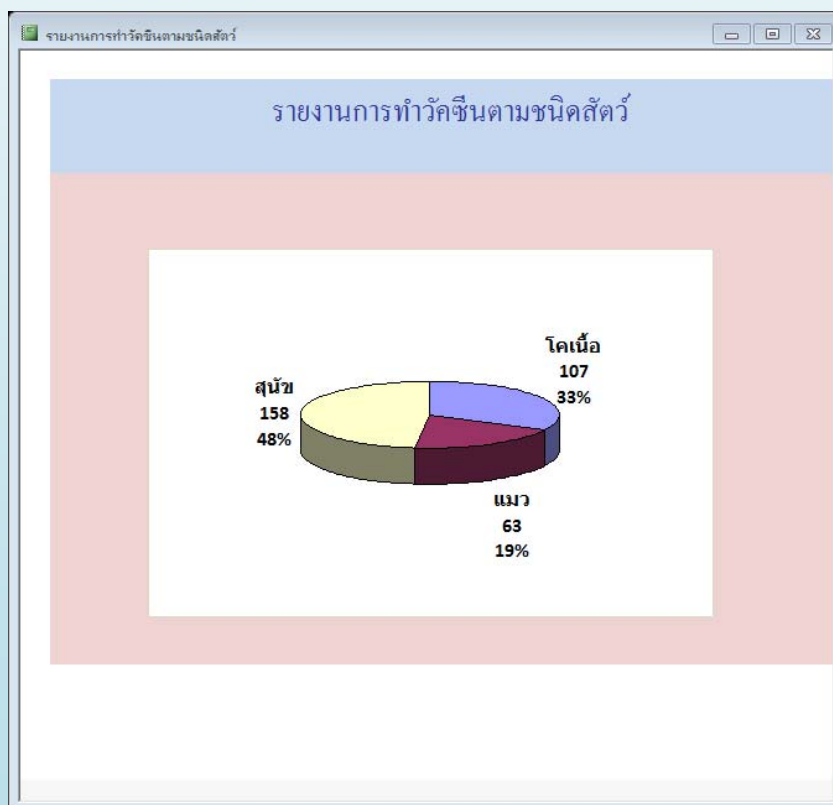 รายงานการทำวัคซีนตามชนิดสัตว์
รายงานการทำวัคซีนตามชนิดสัตว์
โคเนื้อ
107
33%
สุนัข
158
48%
แมว
63
19%